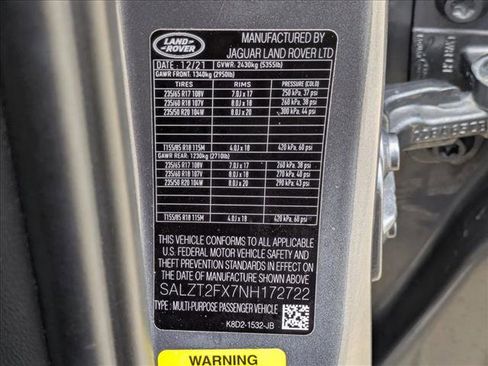 LAND-
ROVER
MANUFACTURED BY
JAGUAR LAND ROVER LTD
DATE : 12/21 GVWR: 2430kg (5355lb)
GAWR FRONT: 1340kg (2950lb)
TIRES RIMS PRESSURE (COLD)
235/65 R17 108V 7.0J x 17 250 kPa, 37 psi
235/60 R18 107V 8.0J x 18 260 kPa, 38 psi
235/50 R20 104W 8.0J x 20 300 kPa, 44 psi
T155/85 R18 115M 4.0J x 18 420 kPa, 60 psi
GAWR REAR: 1230kg (2710lb)
235/65 R17 108V 7.0J x 17 260 kPa, 38 psi
235/60 R18 107V 8.0J x 18 270 kPa, 40 psi
235/50 R20 104W 8.0J x 20 290 kPa, 43 psi
T155/85 R18 115M 4.0J x 18 420 kPa, 60 psi
THIS VEHICLE CONFORMS TO ALL APPLICABLE
U.S. FEDERAL MOTOR VEHICLE SAFETY AND
THEFT PREVENTION STANDARDS IN EFFECT ON
THE DATE OF MANUFACTURE SHOWN ABOVE
SALZT2FX7NH172722
TYPE : MULTI-PURPOSE PASSENGER VEHICLE
K8D2-1532-JB
WARNING